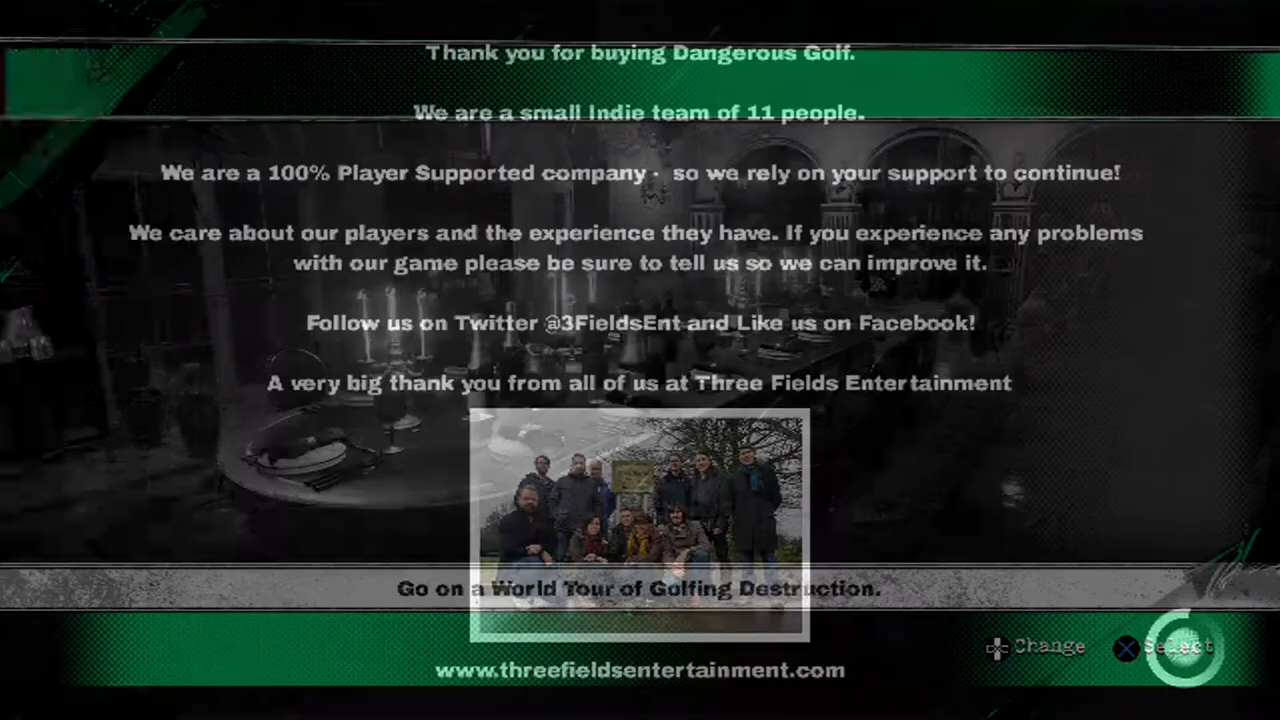 Thank you for buying Dangerous Golf.
We are a small Indie team of 11 people.
We are a 100% Player Supported company · so we rely on your support to continue!
We care about our players and the experience they have. If you experience any problems
with our game please be sure to tell us so we can improve it.
Follow us on Twitter @3FieldsEnt and Like us on Facebook!
A very big thank you from all of us at Three Fields Entertainment
Go on a World Tour of Golfing Destruction.
Change Select
www.threefieldsentertainment.com